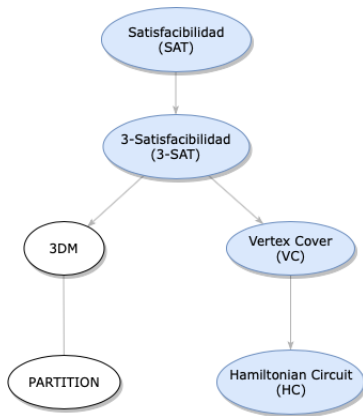 Satisfacibilidad
(SAT)
3-Satisfacibilidad
(3-SAT)
3DM
Vertex Cover
(VC)
PARTITION
Hamiltonian Circuit
(HC)